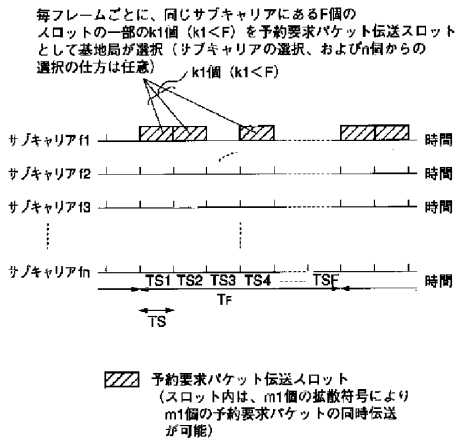 毎フレームごとに、同じサブキャリアにあるF個の
スロットの一部のk1個（k1<F）を予約要求パケット伝送スロット
として基地局が選択（サブキャリアの選択、およびn個からの
選択の仕方は任意）
k1個（k1<F）
サブキャリアf1
時間
サブキャリアf2
時間
サブキャリアf3
時間
サブキャリアfn
TS1 TS2 TS3 TS4 TSF
時間
TF
TS
予約要求パケット伝送スロット
（スロット内は、m1個の拡散符号により
m1個の予約要求パケットの同時伝送
が可能）